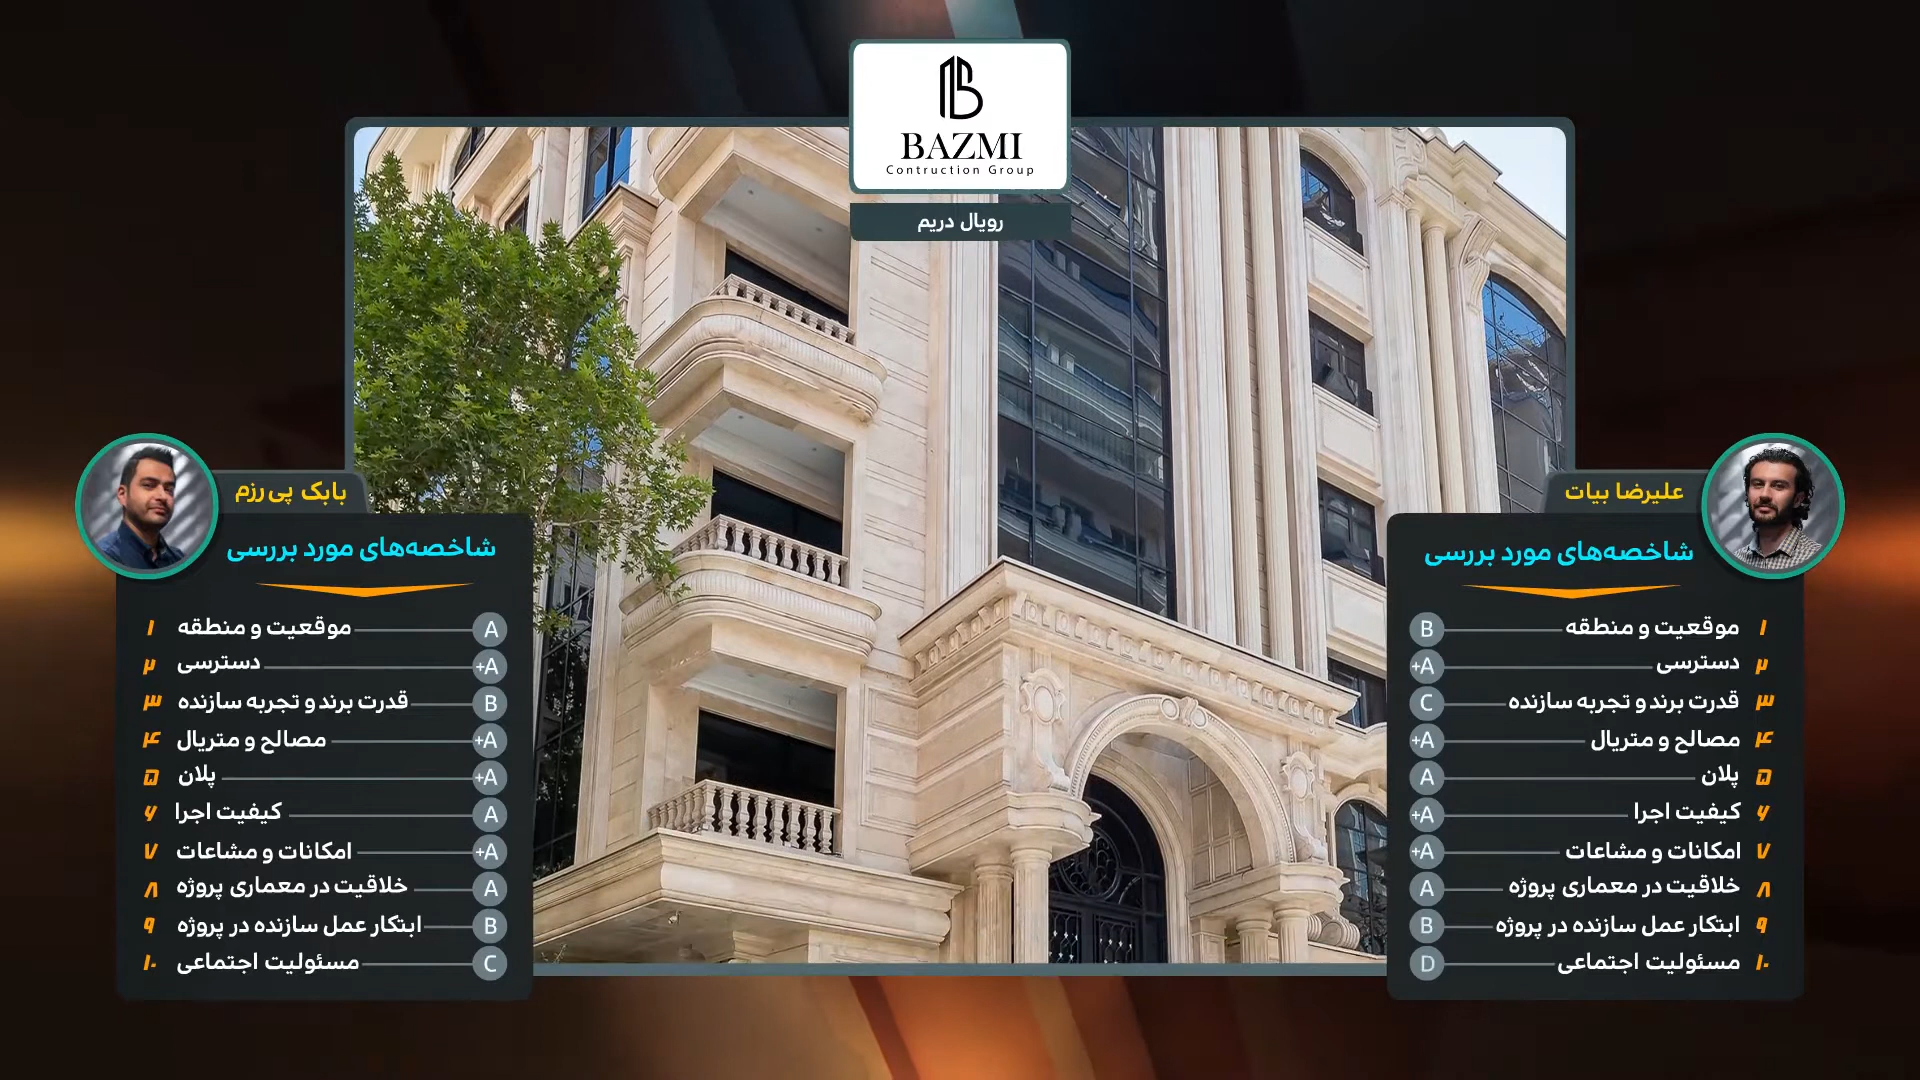 BAZMI
Contruction Group
رویال دریم
علیرضا بیات
شاخصه‌های مورد بررسی
۱ موقعیت و منطقه B
۲ دسترسی A+
۳ قدرت برند و تجربه سازنده C
۴ مصالح و متریال A+
۵ پلان A
۶ کیفیت اجرا A+
۷ امکانات و مشاعات A+
۸ خلاقیت در معماری پروژه A
۹ ابتکار عمل سازنده در پروژه B
۱۰ مسئولیت اجتماعی D
بابک پی رزم
شاخصه‌های مورد بررسی
۱ موقعیت و منطقه A
۲ دسترسی A+
۳ قدرت برند و تجربه سازنده B
۴ مصالح و متریال A+
۵ پلان A+
۶ کیفیت اجرا A
۷ امکانات و مشاعات A+
۸ خلاقیت در معماری پروژه A
۹ ابتکار عمل سازنده در پروژه B
۱۰ مسئولیت اجتماعی C